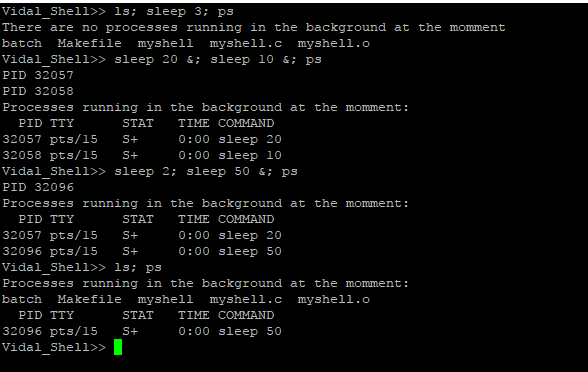 Vidal_Shell>> ls; sleep 3; ps
There are no processes running in the background at the momment
batch  Makefile  myshell  myshell.c  myshell.o
Vidal_Shell>> sleep 20 &; sleep 10 &; ps
PID 32057
PID 32058
Processes running in the background at the momment:
  PID TTY      STAT   TIME COMMAND
32057 pts/15   S+     0:00 sleep 20
32058 pts/15   S+     0:00 sleep 10
Vidal_Shell>> sleep 2; sleep 50 &; ps
PID 32096
Processes running in the background at the momment:
  PID TTY      STAT   TIME COMMAND
32057 pts/15   S+     0:00 sleep 20
32096 pts/15   S+     0:00 sleep 50
Vidal_Shell>> ls; ps
Processes running in the background at the momment:
batch  Makefile  myshell  myshell.c  myshell.o
  PID TTY      STAT   TIME COMMAND
32096 pts/15   S+     0:00 sleep 50
Vidal_Shell>>